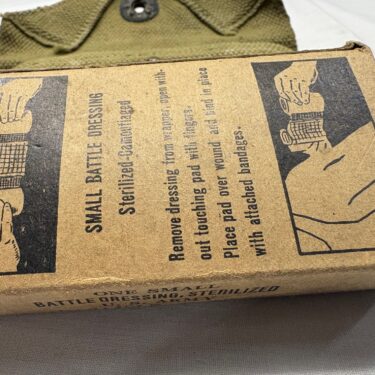 SMALL BATTLE DRESSING
Sterilized-Camouflaged
Remove dressing from wrapper, open with-
out touching pad with fingers.
Place pad over wound and bind in place
with attached bandages.
ONE SMALL
BATTLE DRESSING, STERILIZED
U. S. ARMY